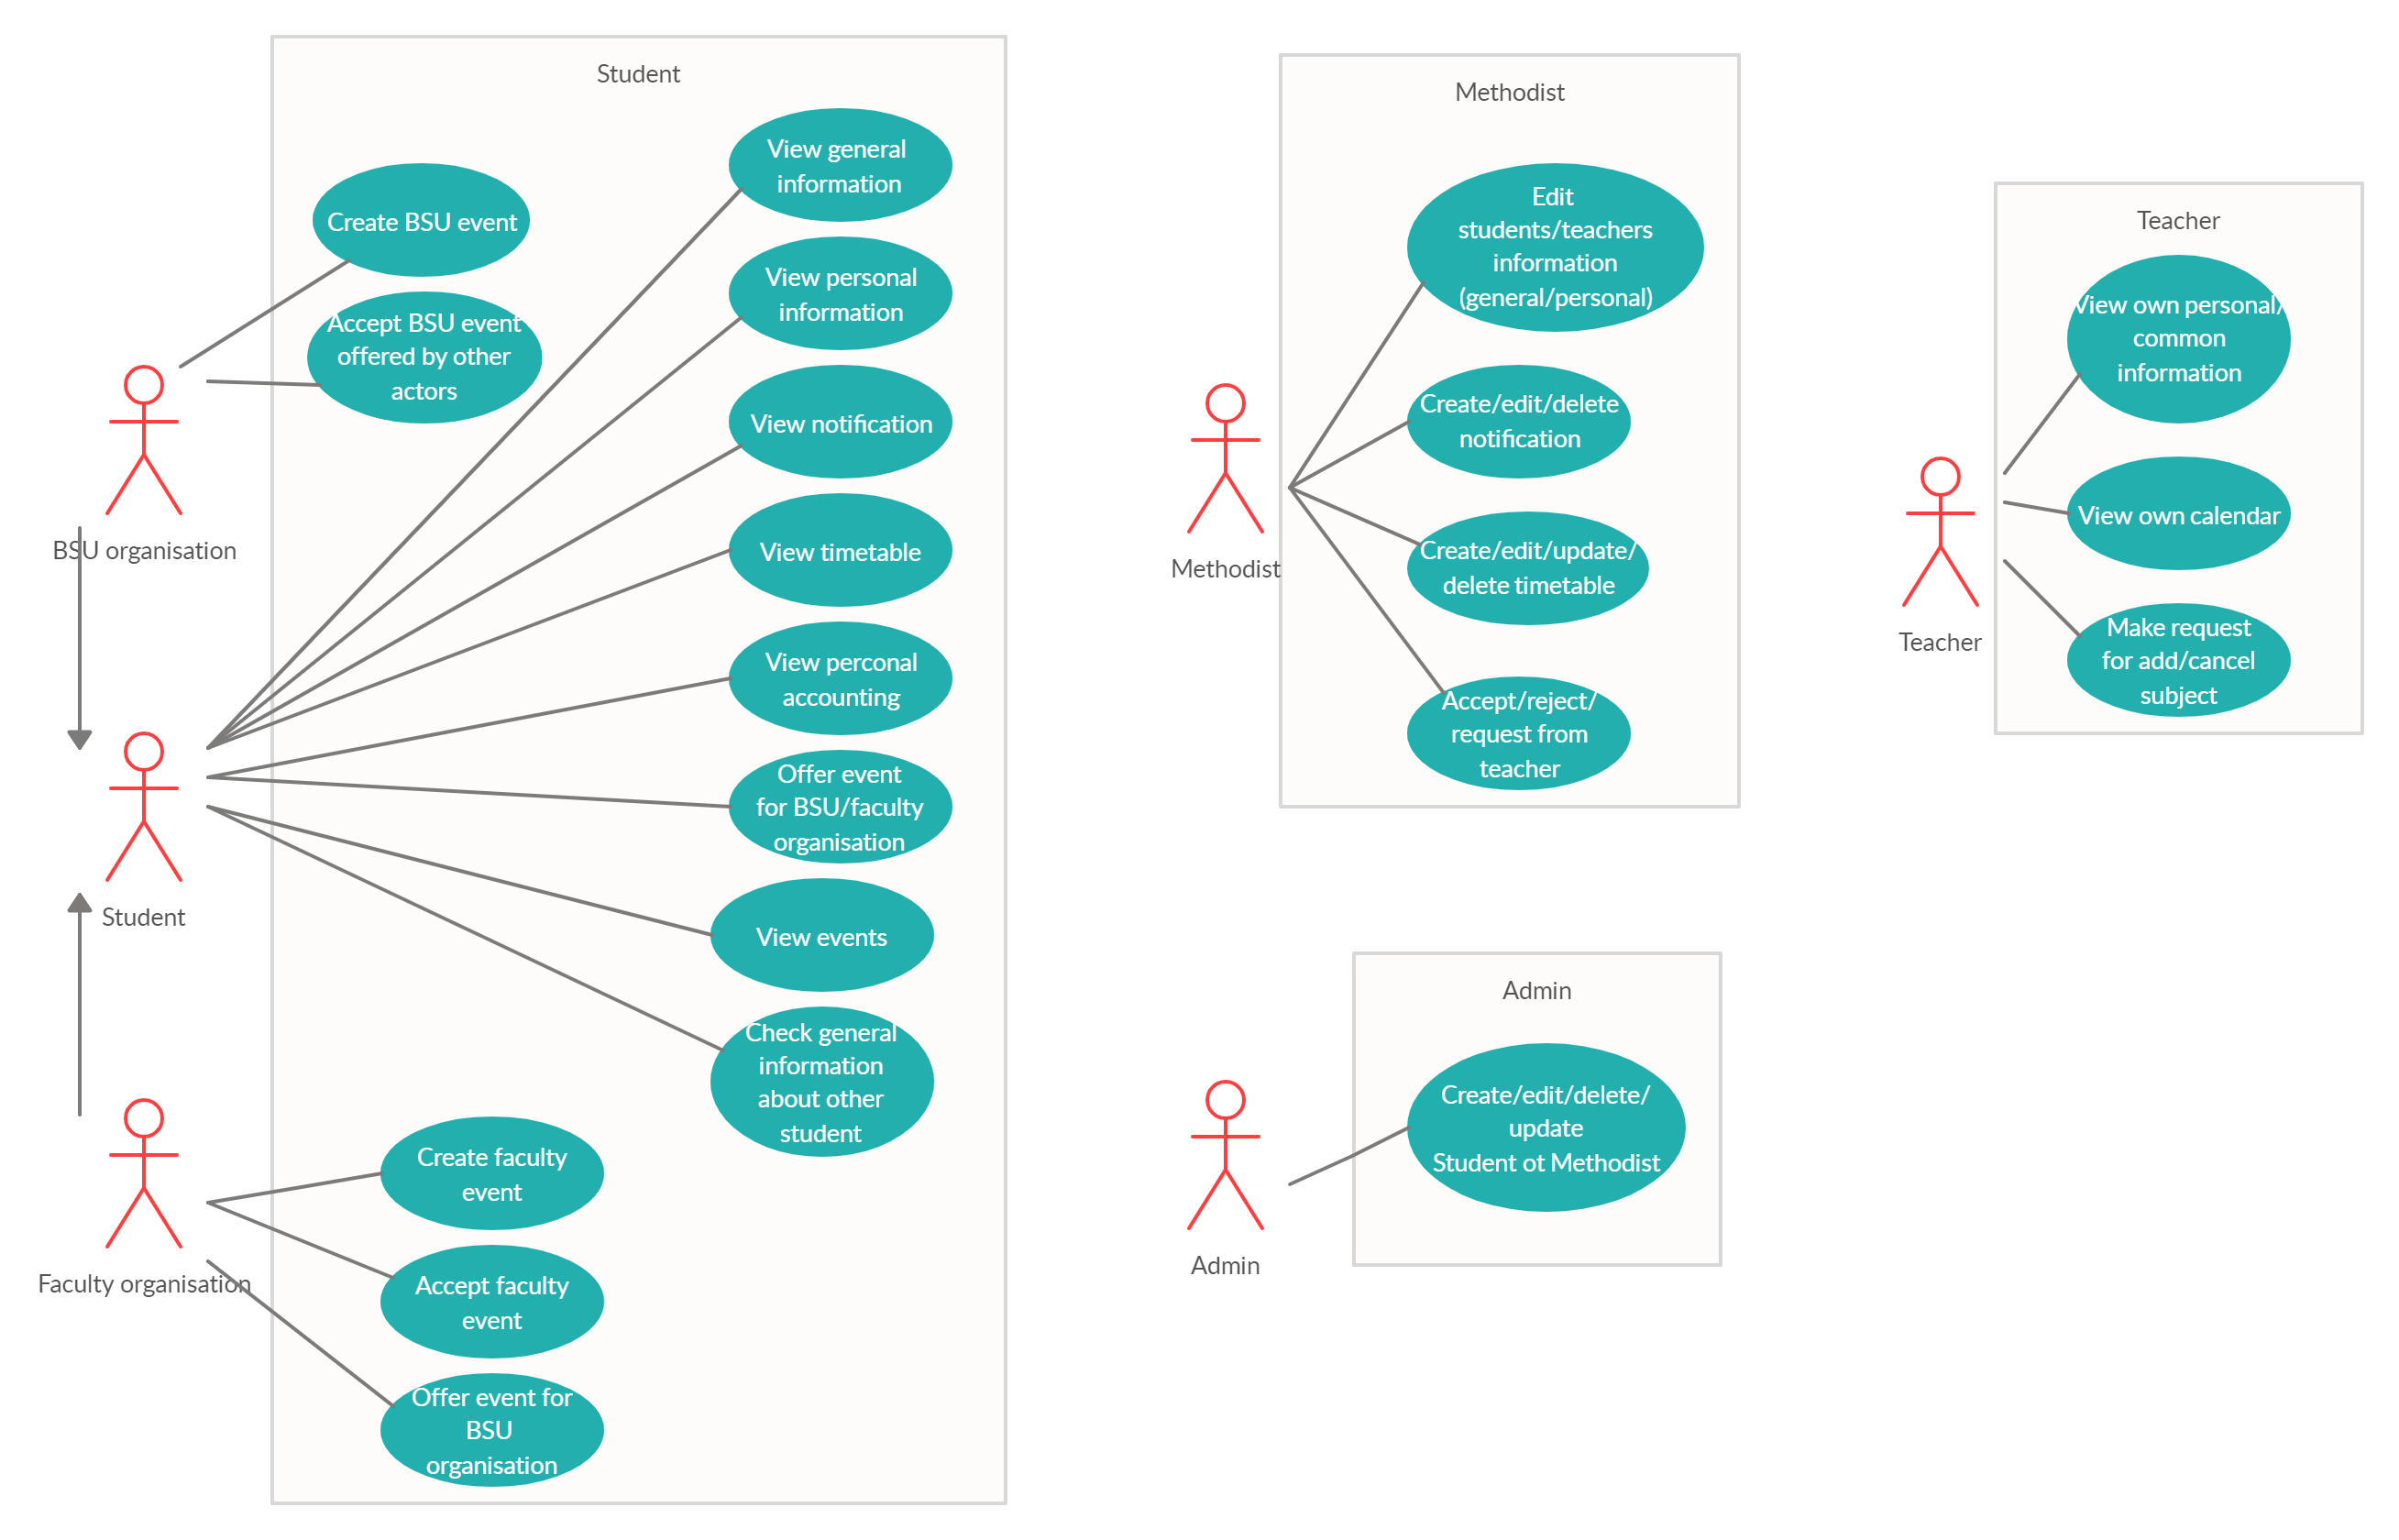 Student
View general
information
Create BSU event
View personal
information
Accept BSU event
offered by other
actors
View notification
BSU organisation
View timetable
View perconal
accounting
Offer event
for BSU/faculty
organisation
Student
View events
Check general
information
about other
student
Create faculty
event
Faculty organisation
Accept faculty
event
Offer event for
BSU
organisation
Methodist
Edit
students/teachers
information
(general/personal)
Create/edit/delete
notification
Methodist
Create/edit/update/
delete timetable
Accept/reject/
request from
teacher
Teacher
View own personal/
common
information
View own calendar
Teacher
Make request
for add/cancel
subject
Admin
Create/edit/delete/
update
Student ot Methodist
Admin